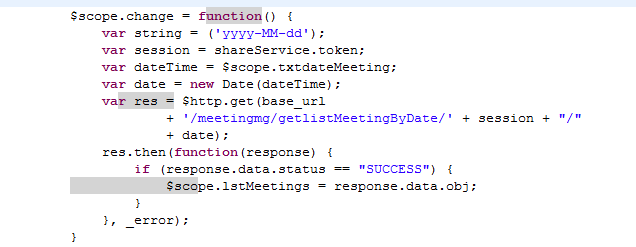 $scope.change = function() {
var string = ('yyyy-MM-dd');
var session = shareService.token;
var dateTime = $scope.txtdateMeeting;
var date = new Date(dateTime);
var res = $http.get(base_url
+ '/meetingmg/getlistMeetingByDate/' + session + "/"
+ date);
res.then(function(response) {
if (response.data.status == "SUCCESS") {
$scope.lstMeetings = response.data.obj;
}
}, _error);
}